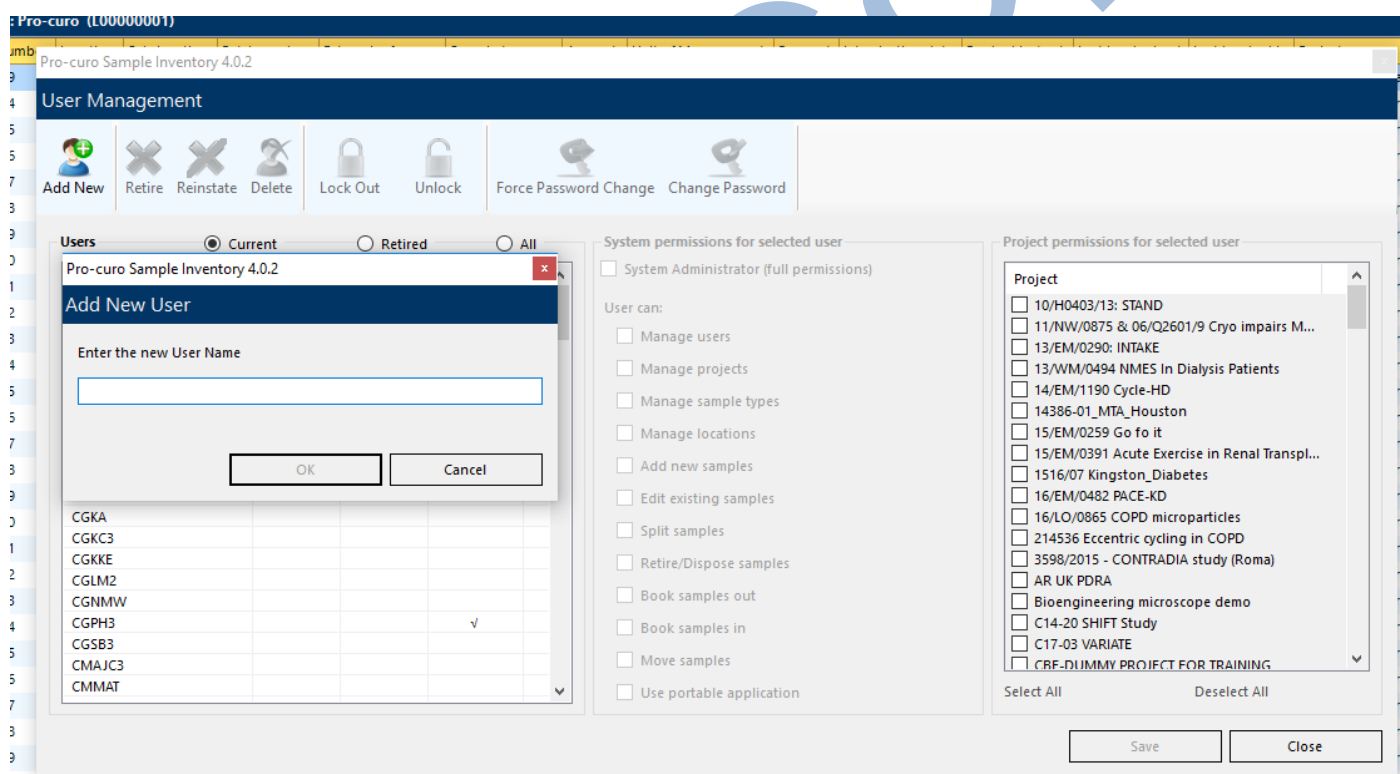 : Pro-curo (L00000001)
Pro-curo Sample Inventory 4.0.2
User Management
Add New Retire Reinstate Delete Lock Out Unlock Force Password Change Change Password
Users Current Retired All
Pro-curo Sample Inventory 4.0.2
x
Add New User
Enter the new User Name
OK Cancel
CGKA
CGKC3
CGKKE
CGLM2
CGNMW
CGPH3 √
CGSB3
CMAJC3
CMMAT
System permissions for selected user
System Administrator (full permissions)
User can:
Manage users
Manage projects
Manage sample types
Manage locations
Add new samples
Edit existing samples
Split samples
Retire/Dispose samples
Book samples out
Book samples in
Move samples
Use portable application
Project permissions for selected user
Project
10/H0403/13: STAND
11/NW/0875 & 06/Q2601/9 Cryo impairs M...
13/EM/0290: INTAKE
13/WM/0494 NMES In Dialysis Patients
14/EM/1190 Cycle-HD
14386-01_MTA_Houston
15/EM/0259 Go fo it
15/EM/0391 Acute Exercise in Renal Transpl...
1516/07 Kingston_Diabetes
16/EM/0482 PACE-KD
16/LO/0865 COPD microparticles
214536 Eccentric cycling in COPD
3598/2015 - CONTRADIA study (Roma)
AR UK PDRA
Bioengineering microscope demo
C14-20 SHIFT Study
C17-03 VARIATE
CBE-DUMMY PROJECT FOR TRAINING
Select All Deselect All
Save Close